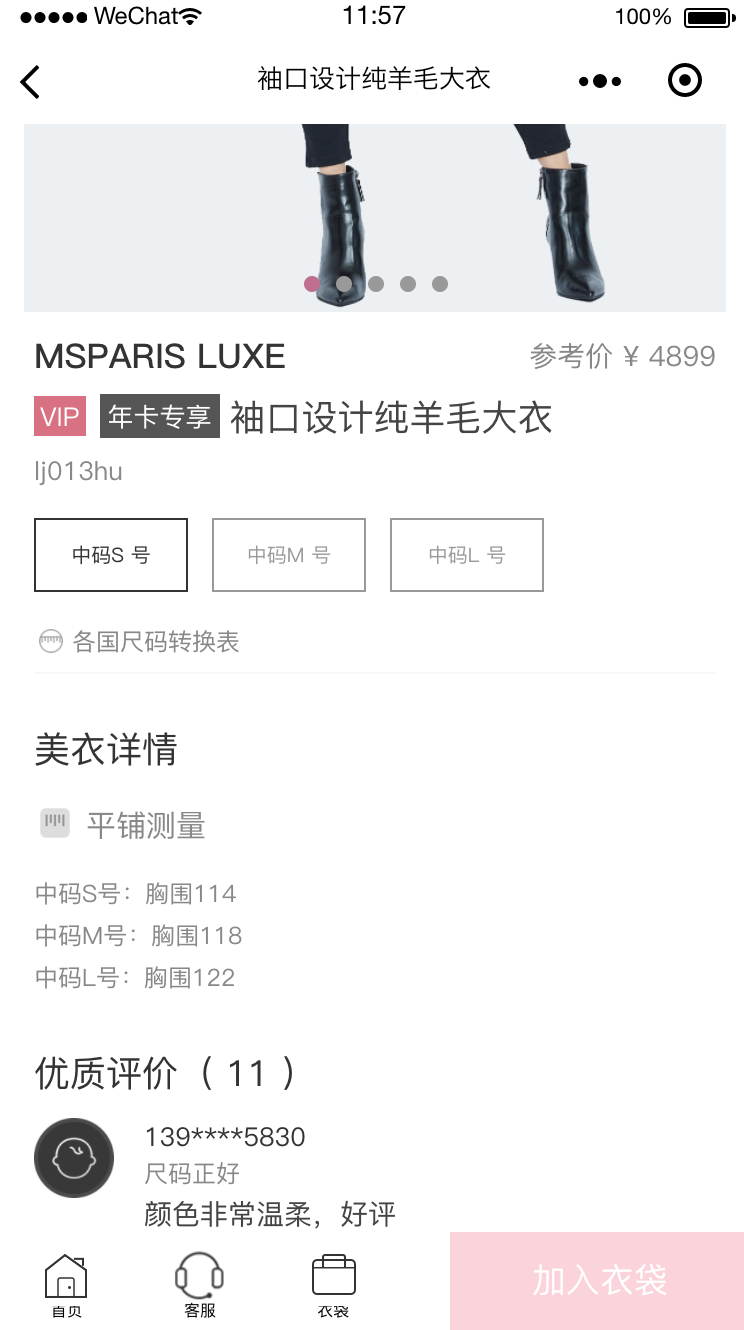 WeChat 11:57 100%
袖口设计纯羊毛大衣
MSPARIS LUXE 参考价 ¥ 4899
VIP 年卡专享 袖口设计纯羊毛大衣
lj013hu
中码S 号 中码M 号 中码L 号
各国尺码转换表
美衣详情
平铺测量
中码S号：胸围114
中码M号：胸围118
中码L号：胸围122
优质评价（ 11 ）
139****5830
尺码正好
颜色非常温柔，好评
首页 客服 衣袋 加入衣袋